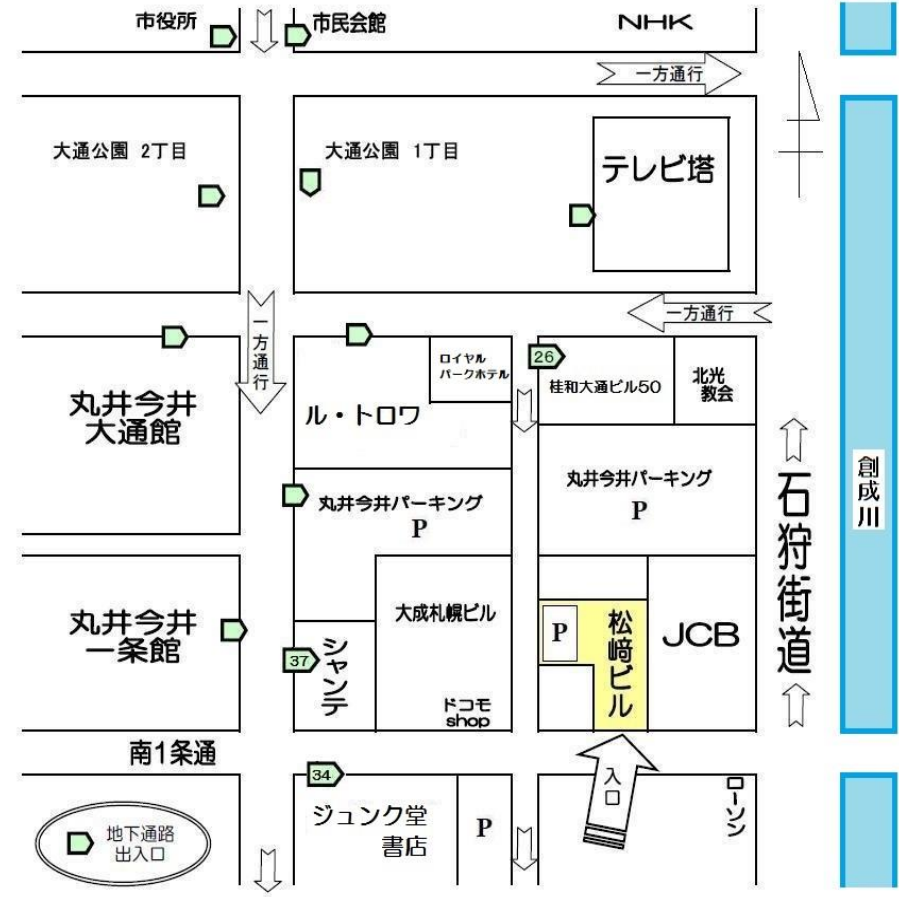 市役所
市民会館
NHK
一方通行
大通公園 2丁目
大通公園 1丁目
テレビ塔
一方通行
一方通行
26
ロイヤル
パークホテル
桂和大通ビル50
北光
教会
丸井今井
大通館
ル・トロワ
丸井今井パーキング
P
丸井今井パーキング
P
石狩街道
創成川
丸井今井
一条館
37
シャンテ
大成札幌ビル
ドコモ
shop
P
松﨑ビル
JCB
南1条通
34
ジュンク堂
書店
P
入口
ローソン
地下通路
出入口